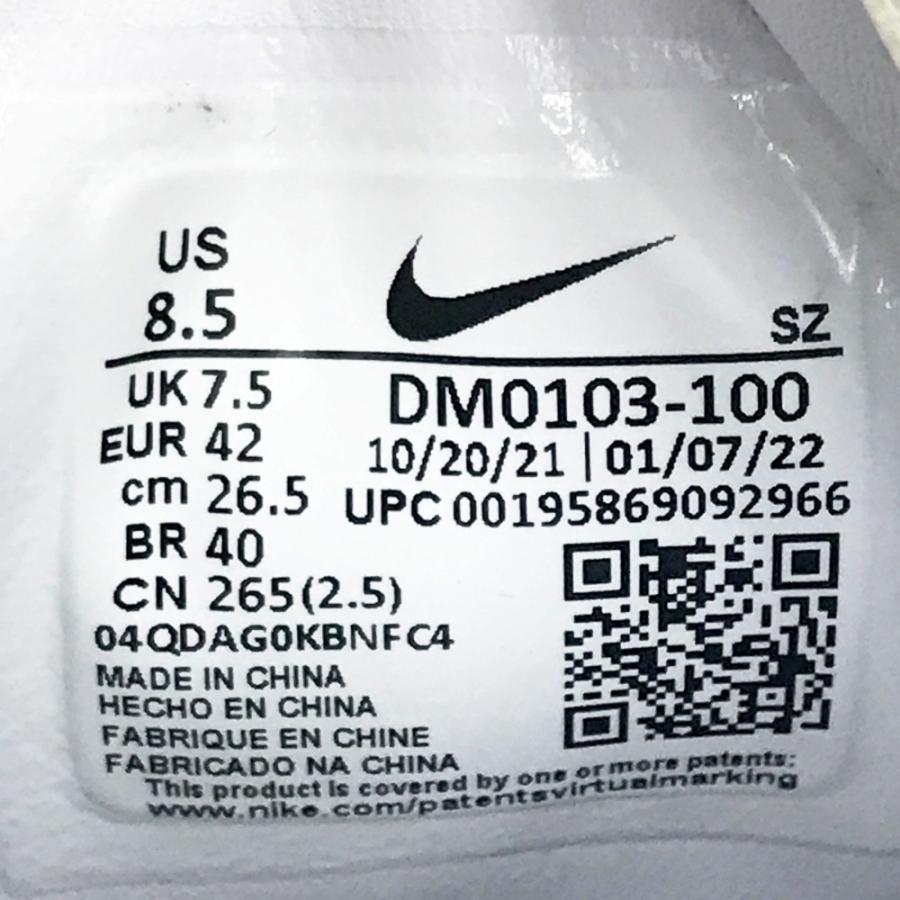 US
8.5
SZ
UK 7.5
EUR 42
cm 26.5
BR 40
CN 265(2.5)
DM0103-100
10/20/21 | 01/07/22
UPC 00195869092966
04QDAG0KBNFC4
MADE IN CHINA
HECHO EN CHINA
FABRIQUE EN CHINE
FABRICADO NA CHINA
This product is covered by one or more patents:
www.nike.com/patentsvirtualmarking